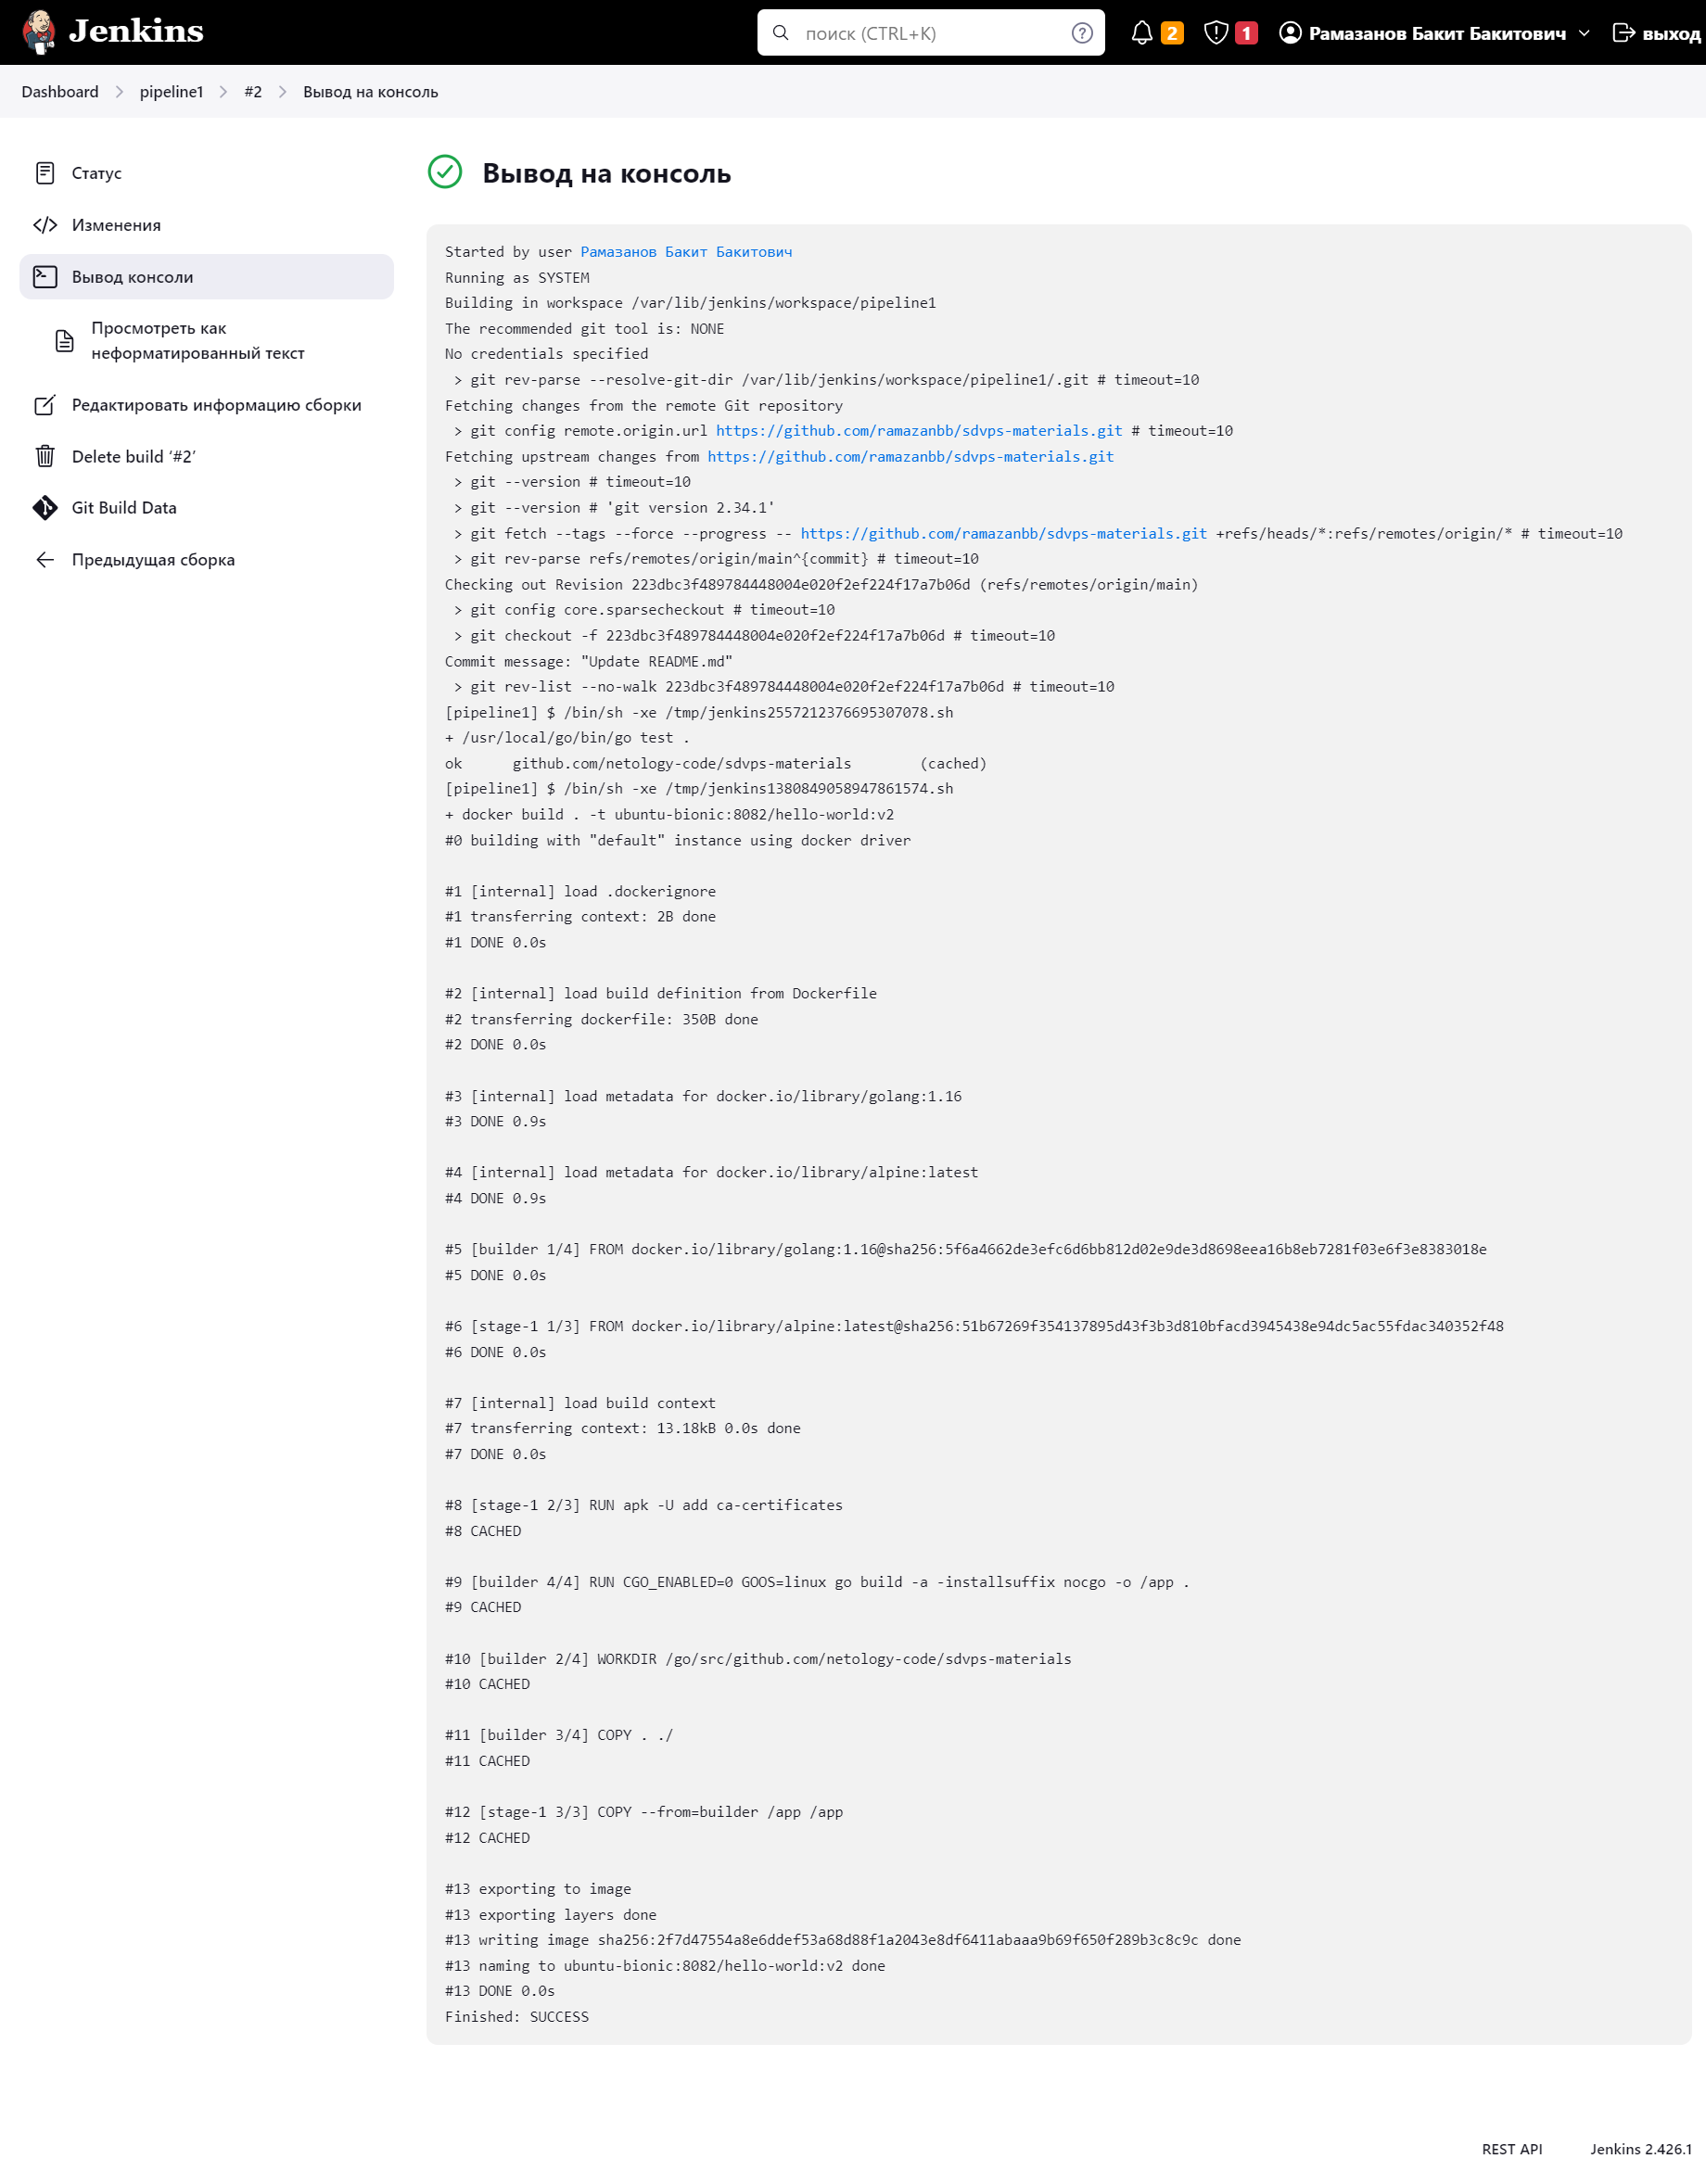 Jenkins
поиск (CTRL+K)
2
1
Рамазанов Бакит Бакитович
выход
Dashboard
pipeline1
#2
Вывод на консоль
Статус
Изменения
Вывод консоли
Просмотреть как
неформатированный текст
Редактировать информацию сборки
Delete build ‘#2’
Git Build Data
Предыдущая сборка
Вывод на консоль
Started by user Рамазанов Бакит Бакитович
Running as SYSTEM
Building in workspace /var/lib/jenkins/workspace/pipeline1
The recommended git tool is: NONE
No credentials specified
 > git rev-parse --resolve-git-dir /var/lib/jenkins/workspace/pipeline1/.git # timeout=10
Fetching changes from the remote Git repository
 > git config remote.origin.url https://github.com/ramazanbb/sdvps-materials.git # timeout=10
Fetching upstream changes from https://github.com/ramazanbb/sdvps-materials.git
 > git --version # timeout=10
 > git --version # 'git version 2.34.1'
 > git fetch --tags --force --progress -- https://github.com/ramazanbb/sdvps-materials.git +refs/heads/*:refs/remotes/origin/* # timeout=10
 > git rev-parse refs/remotes/origin/main^{commit} # timeout=10
Checking out Revision 223dbc3f489784448004e020f2ef224f17a7b06d (refs/remotes/origin/main)
 > git config core.sparsecheckout # timeout=10
 > git checkout -f 223dbc3f489784448004e020f2ef224f17a7b06d # timeout=10
Commit message: "Update README.md"
 > git rev-list --no-walk 223dbc3f489784448004e020f2ef224f17a7b06d # timeout=10
[pipeline1] $ /bin/sh -xe /tmp/jenkins2557212376695307078.sh
+ /usr/local/go/bin/go test .
ok      github.com/netology-code/sdvps-materials        (cached)
[pipeline1] $ /bin/sh -xe /tmp/jenkins1380849058947861574.sh
+ docker build . -t ubuntu-bionic:8082/hello-world:v2
#0 building with "default" instance using docker driver
#1 [internal] load .dockerignore
#1 transferring context: 2B done
#1 DONE 0.0s
#2 [internal] load build definition from Dockerfile
#2 transferring dockerfile: 350B done
#2 DONE 0.0s
#3 [internal] load metadata for docker.io/library/golang:1.16
#3 DONE 0.9s
#4 [internal] load metadata for docker.io/library/alpine:latest
#4 DONE 0.9s
#5 [builder 1/4] FROM docker.io/library/golang:1.16@sha256:5f6a4662de3efc6d6bb812d02e9de3d8698eea16b8eb7281f03e6f3e8383018e
#5 DONE 0.0s
#6 [stage-1 1/3] FROM docker.io/library/alpine:latest@sha256:51b67269f354137895d43f3b3d810bfacd3945438e94dc5ac55fdac340352f48
#6 DONE 0.0s
#7 [internal] load build context
#7 transferring context: 13.18kB 0.0s done
#7 DONE 0.0s
#8 [stage-1 2/3] RUN apk -U add ca-certificates
#8 CACHED
#9 [builder 4/4] RUN CGO_ENABLED=0 GOOS=linux go build -a -installsuffix nocgo -o /app .
#9 CACHED
#10 [builder 2/4] WORKDIR /go/src/github.com/netology-code/sdvps-materials
#10 CACHED
#11 [builder 3/4] COPY . ./
#11 CACHED
#12 [stage-1 3/3] COPY --from=builder /app /app
#12 CACHED
#13 exporting to image
#13 exporting layers done
#13 writing image sha256:2f7d47554a8e6ddef53a68d88f1a2043e8df6411abaaa9b69f650f289b3c8c9c done
#13 naming to ubuntu-bionic:8082/hello-world:v2 done
#13 DONE 0.0s
Finished: SUCCESS
REST API
Jenkins 2.426.1